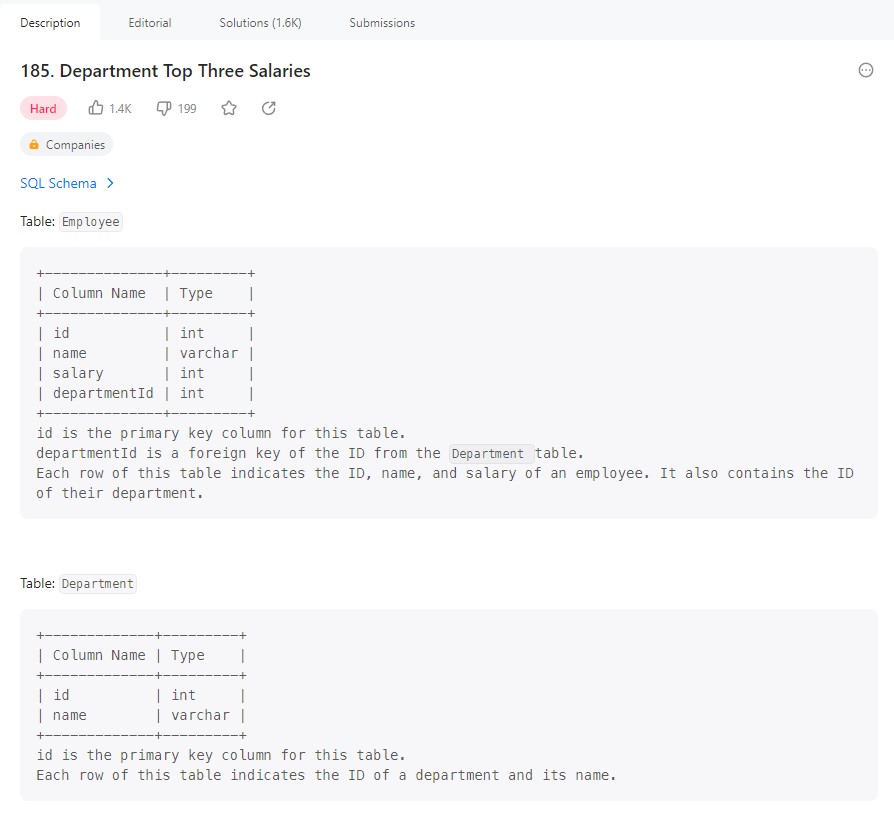 Description Editorial Solutions (1.6K) Submissions
185. Department Top Three Salaries
Hard 1.4K 199
Companies
SQL Schema >
Table: Employee
+--------------+---------+
| Column Name  | Type    |
+--------------+---------+
| id           | int     |
| name         | varchar |
| salary       | int     |
| departmentId | int     |
+--------------+---------+
id is the primary key column for this table.
departmentId is a foreign key of the ID from the Department table.
Each row of this table indicates the ID, name, and salary of an employee. It also contains the ID
of their department.
Table: Department
+-------------+---------+
| Column Name | Type    |
+-------------+---------+
| id          | int     |
| name        | varchar |
+-------------+---------+
id is the primary key column for this table.
Each row of this table indicates the ID of a department and its name.